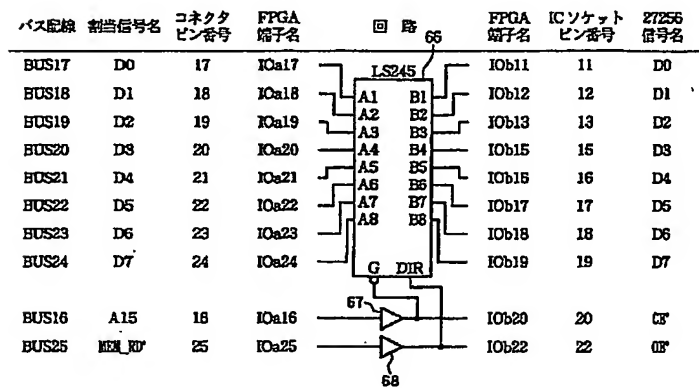 バス配線 割当信号名 コネクタピン番号 FPGA端子名 回路 FPGA端子名 ICソケットピン番号 27256信号名
66
LS245
BUS17 D0 17 IOa17 A1 B1 IOb11 11 D0
BUS18 D1 18 IOa18 A2 B2 IOb12 12 D1
BUS19 D2 19 IOa19 A3 B3 IOb13 13 D2
BUS20 D3 20 IOa20 A4 B4 IOb15 15 D3
BUS21 D4 21 IOa21 A5 B5 IOb16 16 D4
BUS22 D5 22 IOa22 A6 B6 IOb17 17 D5
BUS23 D6 23 IOa23 A7 B7 IOb18 18 D6
BUS24 D7 24 IOa24 A8 B8 IOb19 19 D7
G DIR
67
BUS16 A15 16 IOa16 IOb20 20 CE*
BUS25 MEM_RD* 25 IOa25 IOb22 22 OE*
68